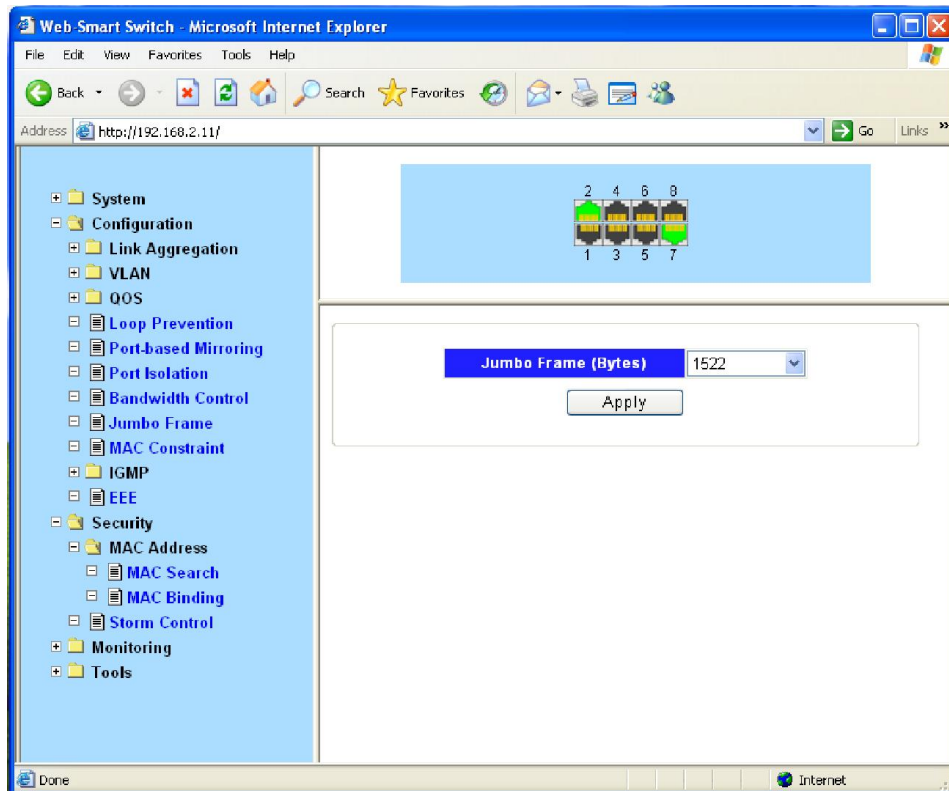 Web-Smart Switch - Microsoft Internet Explorer
File Edit View Favorites Tools Help
Back Search Favorites
Address http://192.168.2.11/ Go Links »
System
Configuration
Link Aggregation
VLAN
QOS
Loop Prevention
Port-based Mirroring
Port Isolation
Bandwidth Control
Jumbo Frame
MAC Constraint
IGMP
EEE
Security
MAC Address
MAC Search
MAC Binding
Storm Control
Monitoring
Tools
2 4 6 8
1 3 5 7
Jumbo Frame (Bytes) 1522
Apply
Done Internet